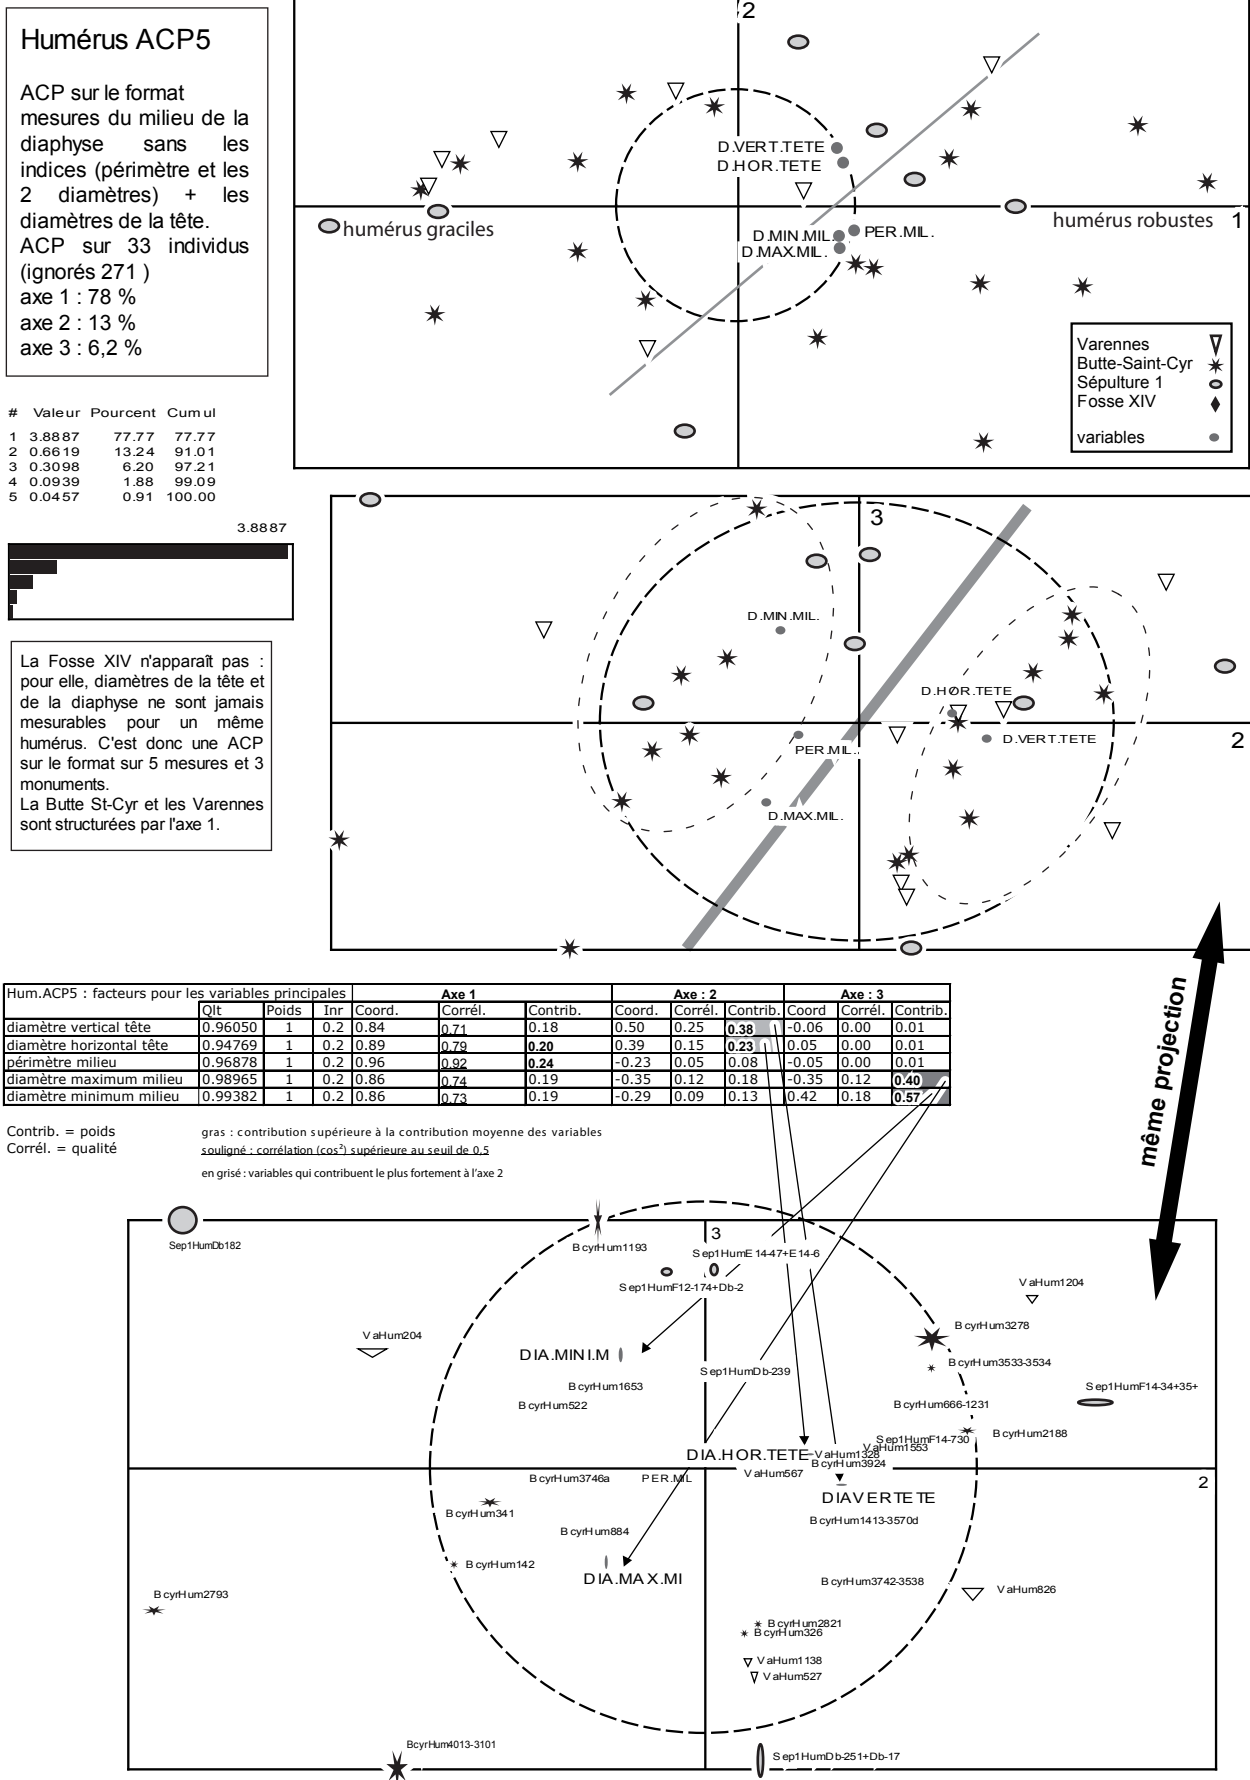 Humérus ACP5
ACP sur le format
mesures du milieu de la
diaphyse sans les
indices (périmètre et les
2 diamètres) + les
diamètres de la tête.
ACP sur 33 individus
(ignorés 271 )
axe 1 : 78 %
axe 2 : 13 %
axe 3 : 6,2 %
# Valeur Pourcent Cumul
1 3.8887 77.77 77.77
2 0.6619 13.24 91.01
3 0.3098 6.20 97.21
4 0.0939 1.88 99.09
5 0.0457 0.91 100.00
3.8887
La Fosse XIV n'apparaît pas :
pour elle, diamètres de la tête et
de la diaphyse ne sont jamais
mesurables pour un même
humérus. C'est donc une ACP
sur le format sur 5 mesures et 3
monuments.
La Butte St-Cyr et les Varennes
sont structurées par l'axe 1.
2
D.VERT.TETE
D.HOR.TETE
humérus graciles
humérus robustes
1
D.MIN.MIL.
PER.MIL.
D.MAX.MIL.
Varennes
Butte-Saint-Cyr
Sépulture 1
Fosse XIV
variables
3
D.MIN.MIL.
D.HOR.TETE
D.VERT.TETE
2
PER.MIL.
D.MAX.MIL.
Hum.ACP5 : facteurs pour les variables principales Axe 1 Axe : 2 Axe : 3
Qlt Poids Inr Coord. Corrél. Contrib. Coord. Corrél. Contrib. Coord Corrél. Contrib.
diamètre vertical tête 0.96050 1 0.2 0.84 0.71 0.18 0.50 0.25 0.38 -0.06 0.00 0.01
diamètre horizontal tête 0.94769 1 0.2 0.89 0.79 0.20 0.39 0.15 0.23 0.05 0.00 0.01
périmètre milieu 0.96878 1 0.2 0.96 0.92 0.24 -0.23 0.05 0.08 -0.05 0.00 0.01
diamètre maximum milieu 0.98965 1 0.2 0.86 0.74 0.19 -0.35 0.12 0.18 -0.35 0.12 0.40
diamètre minimum milieu 0.99382 1 0.2 0.86 0.73 0.19 -0.29 0.09 0.13 0.42 0.18 0.57
Contrib. = poids
Corrél. = qualité
gras : contribution supérieure à la contribution moyenne des variables
souligné : corrélation (cos²) supérieure au seuil de 0,5
en grisé : variables qui contribuent le plus fortement à l'axe 2
même projection
Sep1HumDb182
BcyrHum1193
3
Sep1HumE14-47+E14-6
Sep1HumF12-174+Db-2
VaHum1204
VaHum204
BcyrHum3278
DIA.MINI.M
BcyrHum3533-3534
Sep1HumDb-239
BcyrHum1653
Sep1HumF14-34+35+
BcyrHum522
BcyrHum666-1231
BcyrHum2188
Sep1HumF14-730
VaHum1553
DIA.HOR.TETE
VaHum1328
BcyrHum3924
VaHum567
BcyrHum3746a
PER.MIL
2
DIAVERTETE
BcyrHum341
BcyrHum1413-3570d
BcyrHum884
BcyrHum142
DIA.MAX.MI
BcyrHum3742-3538
VaHum826
BcyrHum2793
BcyrHum2821
BcyrHum326
VaHum1138
VaHum527
BcyrHum4013-3101
Sep1HumDb-251+Db-17